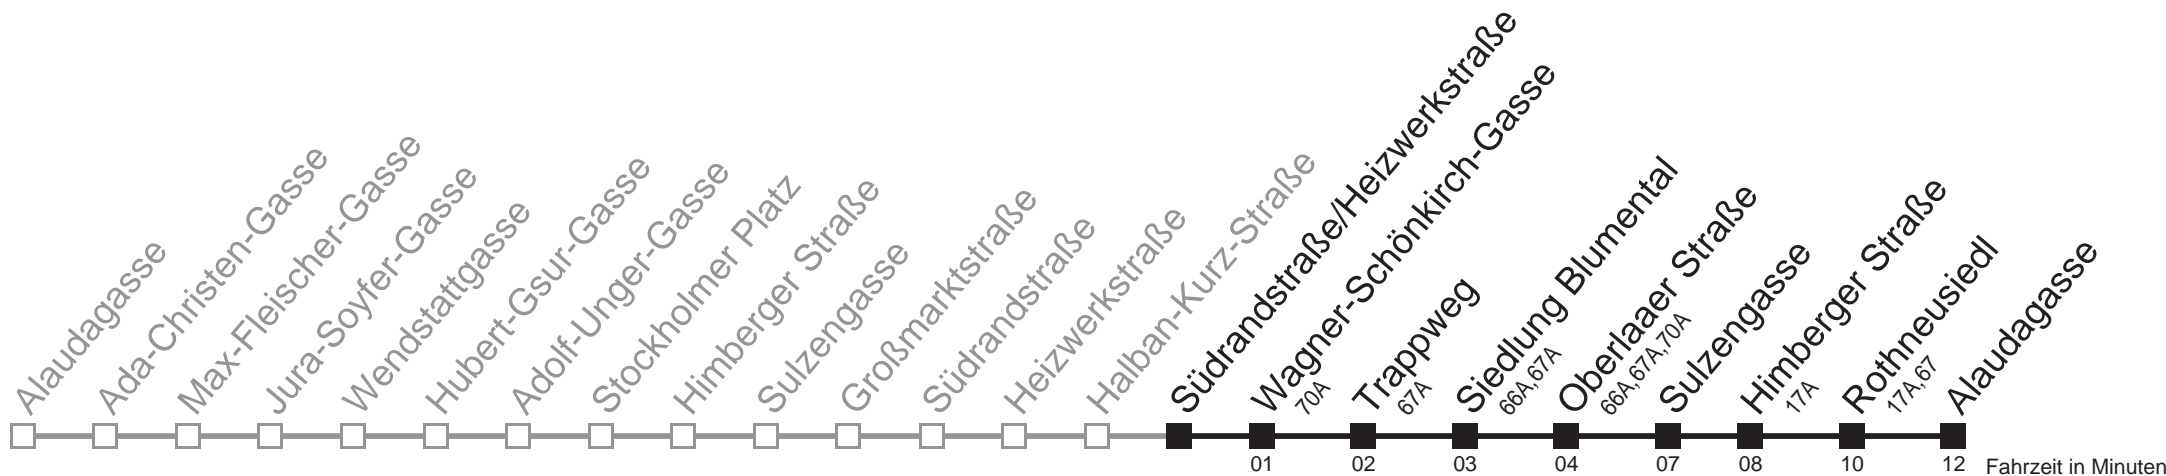 Alaudagasse
Ada-Christen-Gasse
Max-Fleischer-Gasse
Jura-Soyfer-Gasse
Wendstattgasse
Hubert-Gsur-Gasse
Adolf-Unger-Gasse
Stockholmer Platz
Himberger Straße
Sulzengasse
Großmarktstraße
Südrandstraße
Heizwerkstraße
Halban-Kurz-Straße
Südrandstraße/Heizwerkstraße
Wagner-Schönkirch-Gasse
70A
Trappweg
67A
Siedlung Blumental
66A,67A
Oberlaaer Straße
66A,67A,70A
Sulzengasse
Himberger Straße
17A
Rothneusiedl
17A,67
Alaudagasse
01 02 03 04 07 08 10 12 Fahrzeit in Minuten